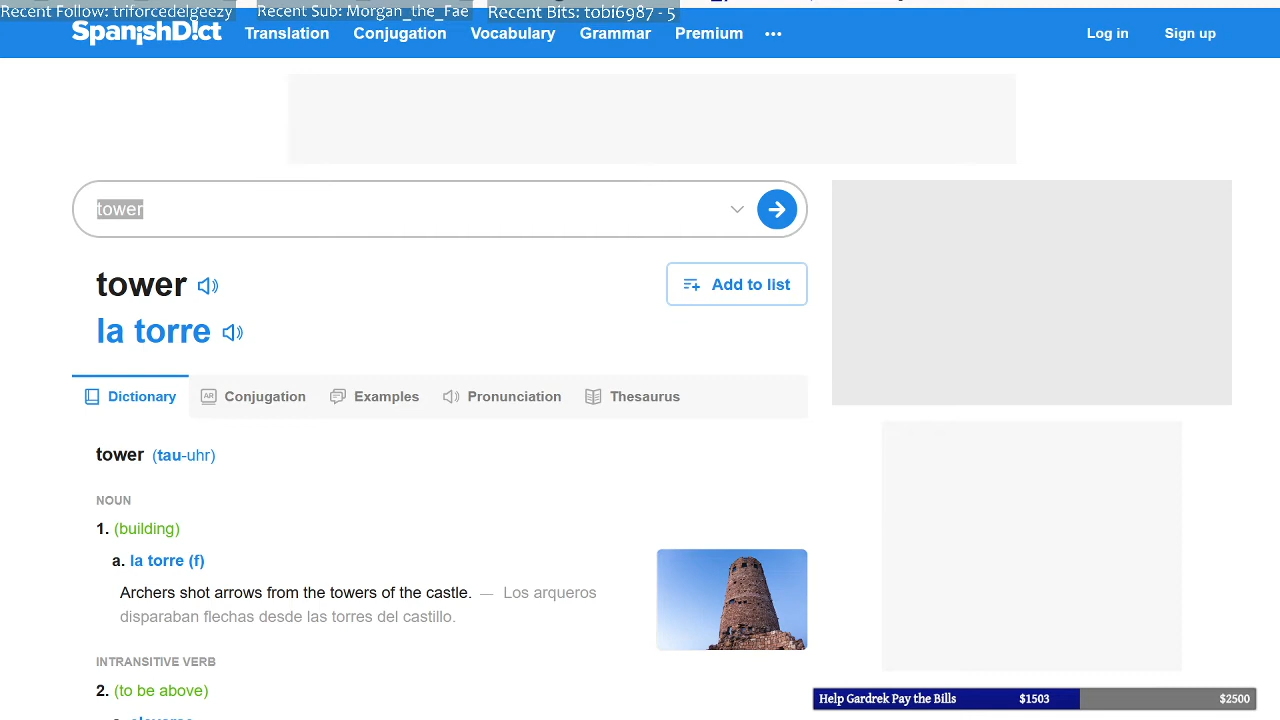 Recent Follow: triforcedelgeezy Recent Sub: Morgan_the_Fae Recent Bits: tobi6987 - 5
SpanishD!ct Translation Conjugation Vocabulary Grammar Premium ••• Log in Sign up
tower
tower Add to list
la torre
Dictionary AR Conjugation Examples Pronunciation Thesaurus
tower (tau-uhr)
NOUN
1. (building)
a. la torre (f)
Archers shot arrows from the towers of the castle. — Los arqueros
disparaban flechas desde las torres del castillo.
INTRANSITIVE VERB
2. (to be above)
Help Gardrek Pay the Bills $1503 $2500